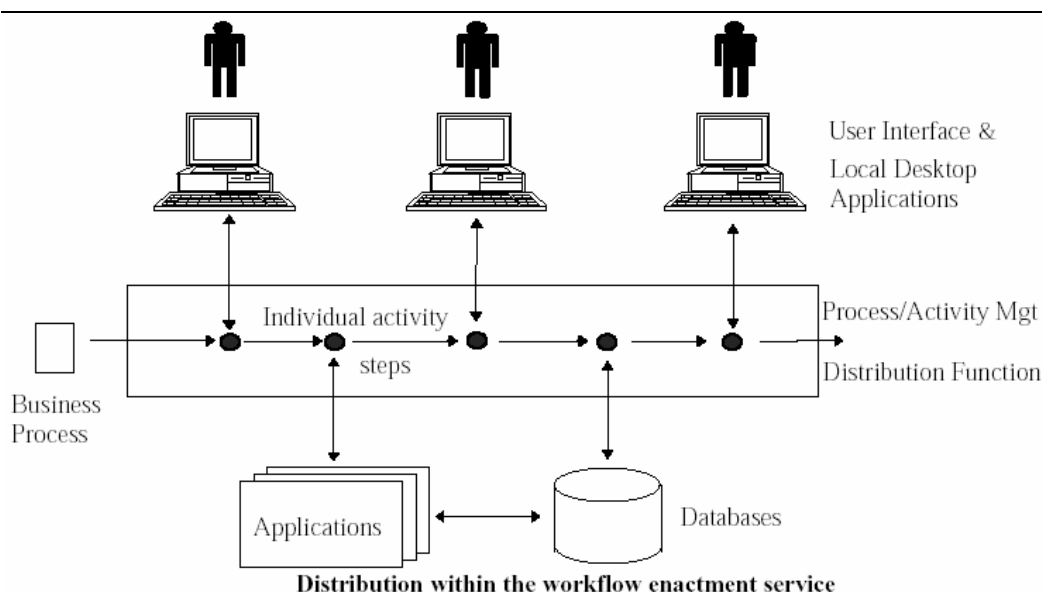 User Interface &
Local Desktop
Applications
Individual activity
steps
Process/Activity Mgt
Distribution Function
Business
Process
Applications
Databases
Distribution within the workflow enactment service